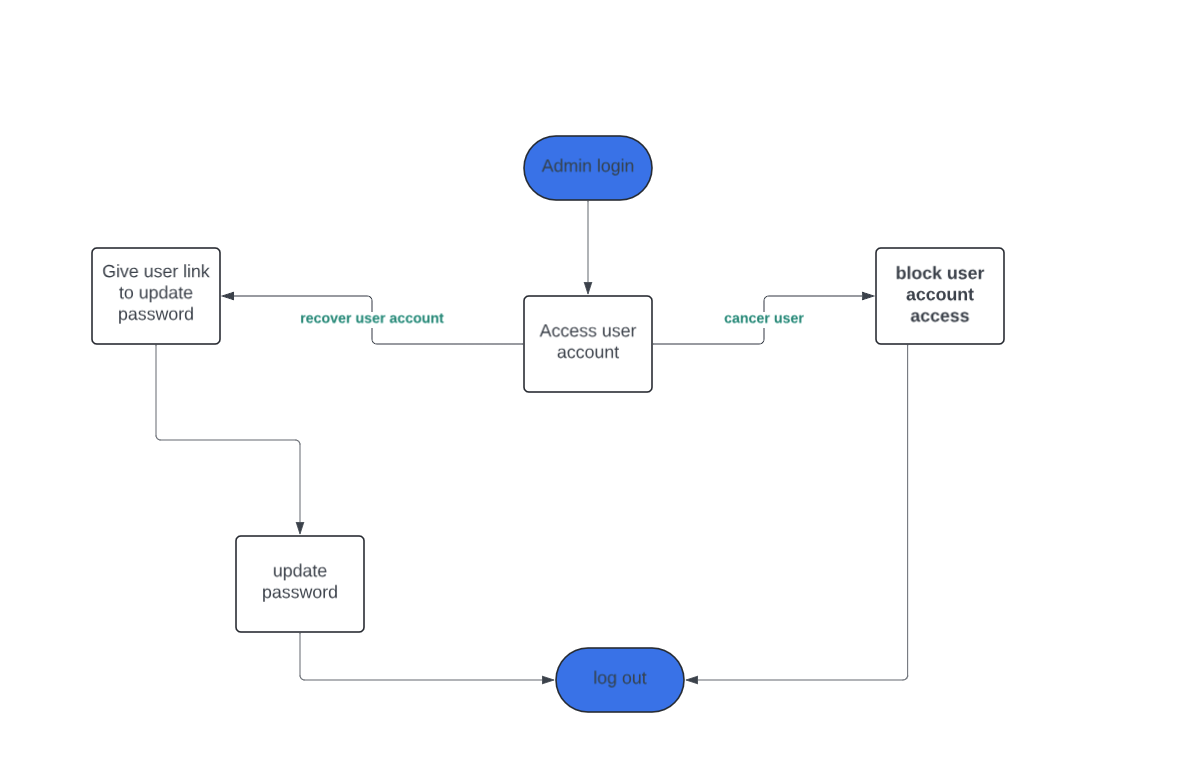 Admin login
Give user link
to update
password
recover user account
Access user
account
cancer user
block user
account
access
update
password
log out